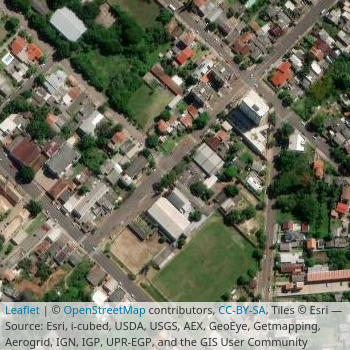 Leaflet | © OpenStreetMap contributors, CC-BY-SA, Tiles © Esri —
Source: Esri, i-cubed, USDA, USGS, AEX, GeoEye, Getmapping,
Aerogrid, IGN, IGP, UPR-EGP, and the GIS User Community